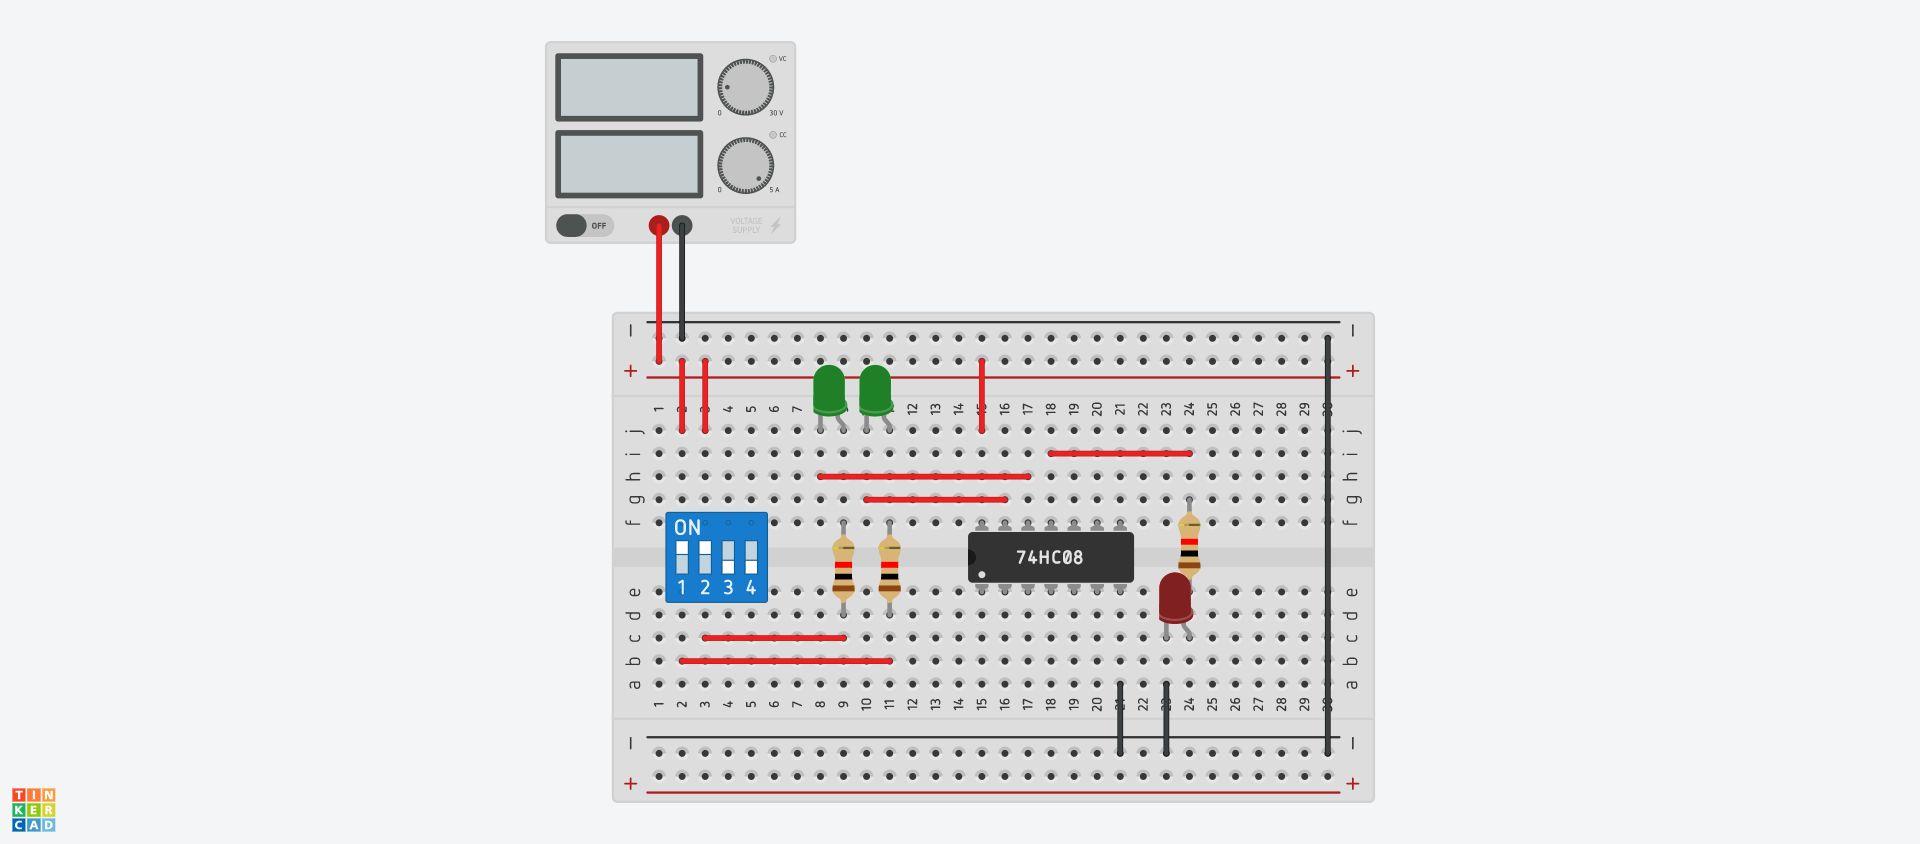 VC
0 30 V
CC
0 5 A
OFF
VOLTAGE
SUPPLY
− −
+ +
1 2 3 4 5 6 7 12 13 14 15 16 17 18 19 20 21 22 23 24 25 26 27 28 29 30
j j
i i
h h
g g
f f
ON
1 2 3 4
74HC08
e e
d d
c c
b b
a a
1 2 3 4 5 6 7 8 9 10 11 12 13 14 15 16 17 18 19 20 21 22 23 24 25 26 27 28 29 30
− −
+ +
TIN
KER
CAD